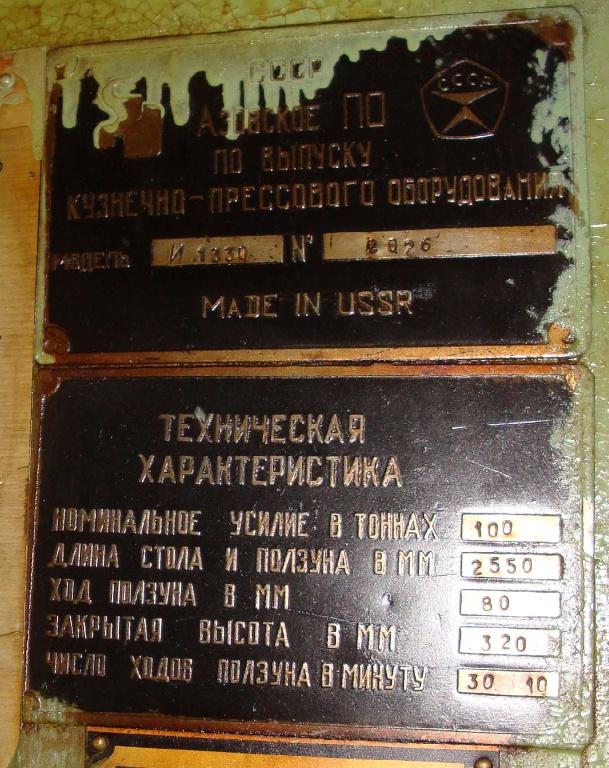 СССР
АЗОВСКОЕ ПО
СССР
ПО ВЫПУСКУ
КУЗНЕЧНО-ПРЕССОВОГО ОБОРУДОВАНИЯ
МОДЕЛЬ И 1330 № 2026
MADE IN USSR
ТЕХНИЧЕСКАЯ
ХАРАКТЕРИСТИКА
НОМИНАЛЬНОЕ УСИЛИЕ В ТОННАХ 100
ДЛИНА СТОЛА И ПОЛЗУНА В ММ 2550
ХОД ПОЛЗУНА В ММ 80
ЗАКРЫТАЯ ВЫСОТА В ММ 320
ЧИСЛО ХОДОВ ПОЛЗУНА В МИНУТУ 30 10